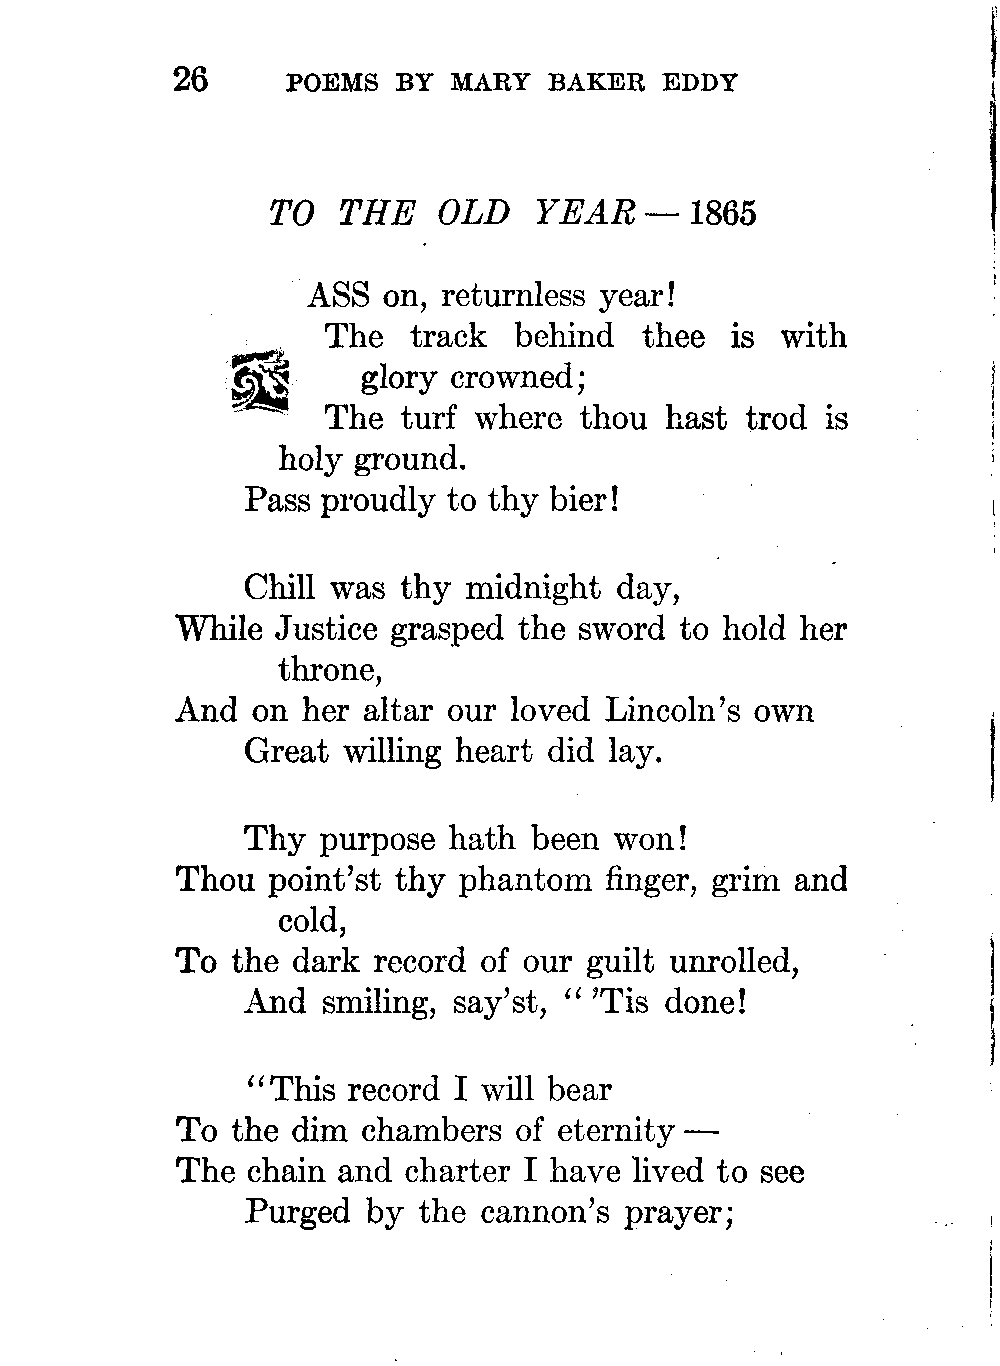 26 POEMS BY MARY BAKER EDDY
TO THE OLD YEAR — 1865
ASS on, returnless year!
The track behind thee is with
glory crowned;
The turf where thou hast trod is
holy ground.
Pass proudly to thy bier!
Chill was thy midnight day,
While Justice grasped the sword to hold her
throne,
And on her altar our loved Lincoln's own
Great willing heart did lay.
Thy purpose hath been won!
Thou point'st thy phantom finger, grim and
cold,
To the dark record of our guilt unrolled,
And smiling, say'st, " 'Tis done!
"This record I will bear
To the dim chambers of eternity —
The chain and charter I have lived to see
Purged by the cannon's prayer;